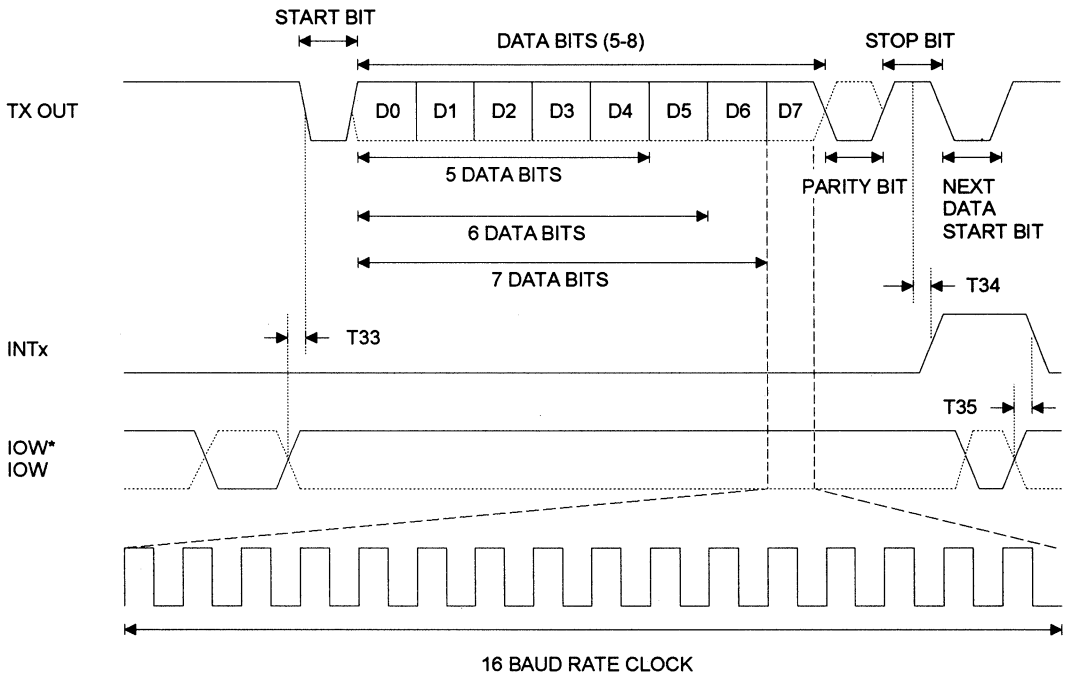 START BIT
DATA BITS (5-8)
STOP BIT
TX OUT
D0 D1 D2 D3 D4 D5 D6 D7
5 DATA BITS
PARITY BIT
NEXT
DATA
START BIT
6 DATA BITS
7 DATA BITS
T34
T33
INTx
T35
IOW*
IOW
16 BAUD RATE CLOCK